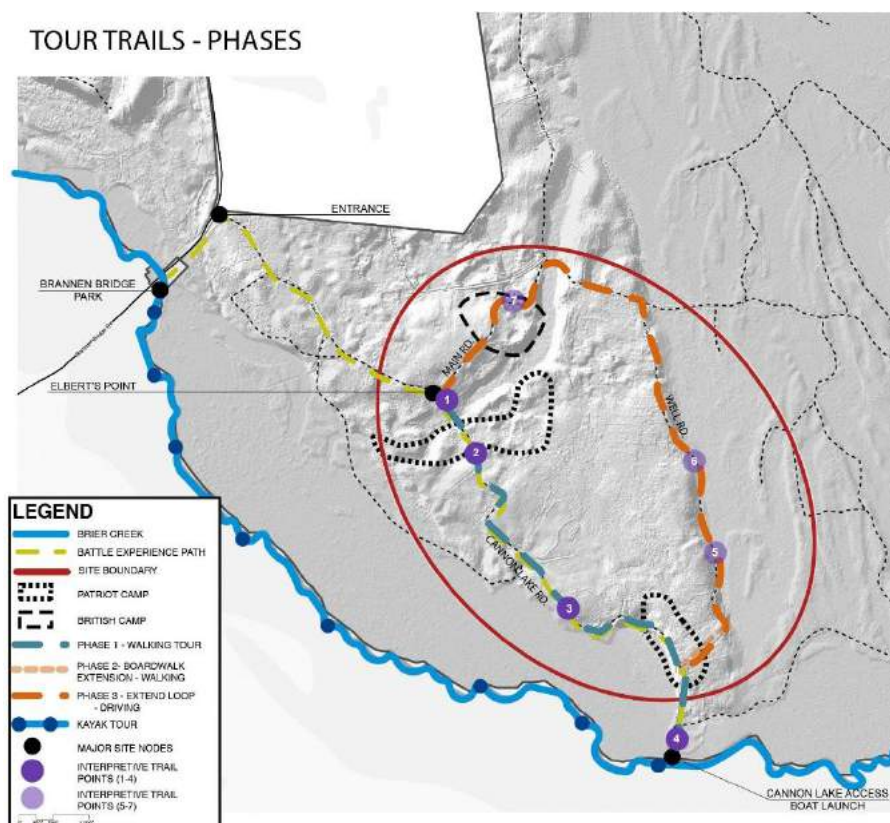 TOUR TRAILS - PHASES
ENTRANCE
BRANNEN BRIDGE
PARK
ELBERT'S POINT
MAIN RD.
WELL RD.
CANNON LAKE RD.
7
1
2
6
5
3
4
CANNON LAKE ACCESS
BOAT LAUNCH
LEGEND
BRIER CREEK
BATTLE EXPERIENCE PATH
SITE BOUNDARY
PATRIOT CAMP
BRITISH CAMP
PHASE 1 - WALKING TOUR
PHASE 2- BOARDWALK
EXTENSION - WALKING
PHASE 3 - EXTEND LOOP
- DRIVING
KAYAK TOUR
MAJOR SITE NODES
INTERPRETIVE TRAIL
POINTS (1-4)
INTERPRETIVE TRAIL
POINTS (5-7)